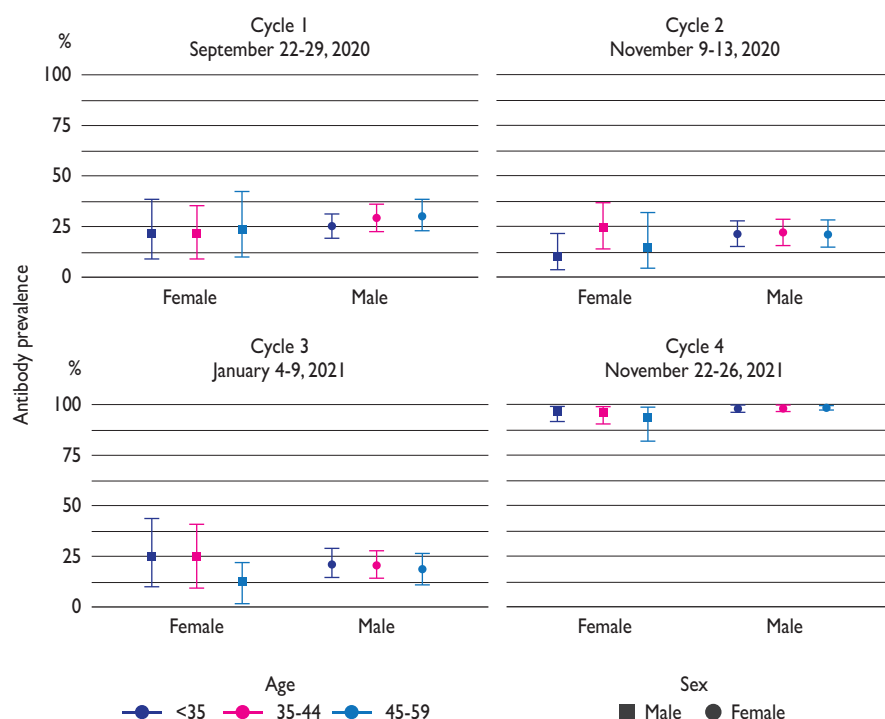 Cycle 1
September 22-29, 2020
Cycle 2
November 9-13, 2020
%
100
75
50
25
0
Female
Male
Female
Male
Antibody prevalence
Cycle 3
January 4-9, 2021
Cycle 4
November 22-26, 2021
%
100
75
50
25
0
Female
Male
Female
Male
Age
<35
35-44
45-59
Sex
Male
Female